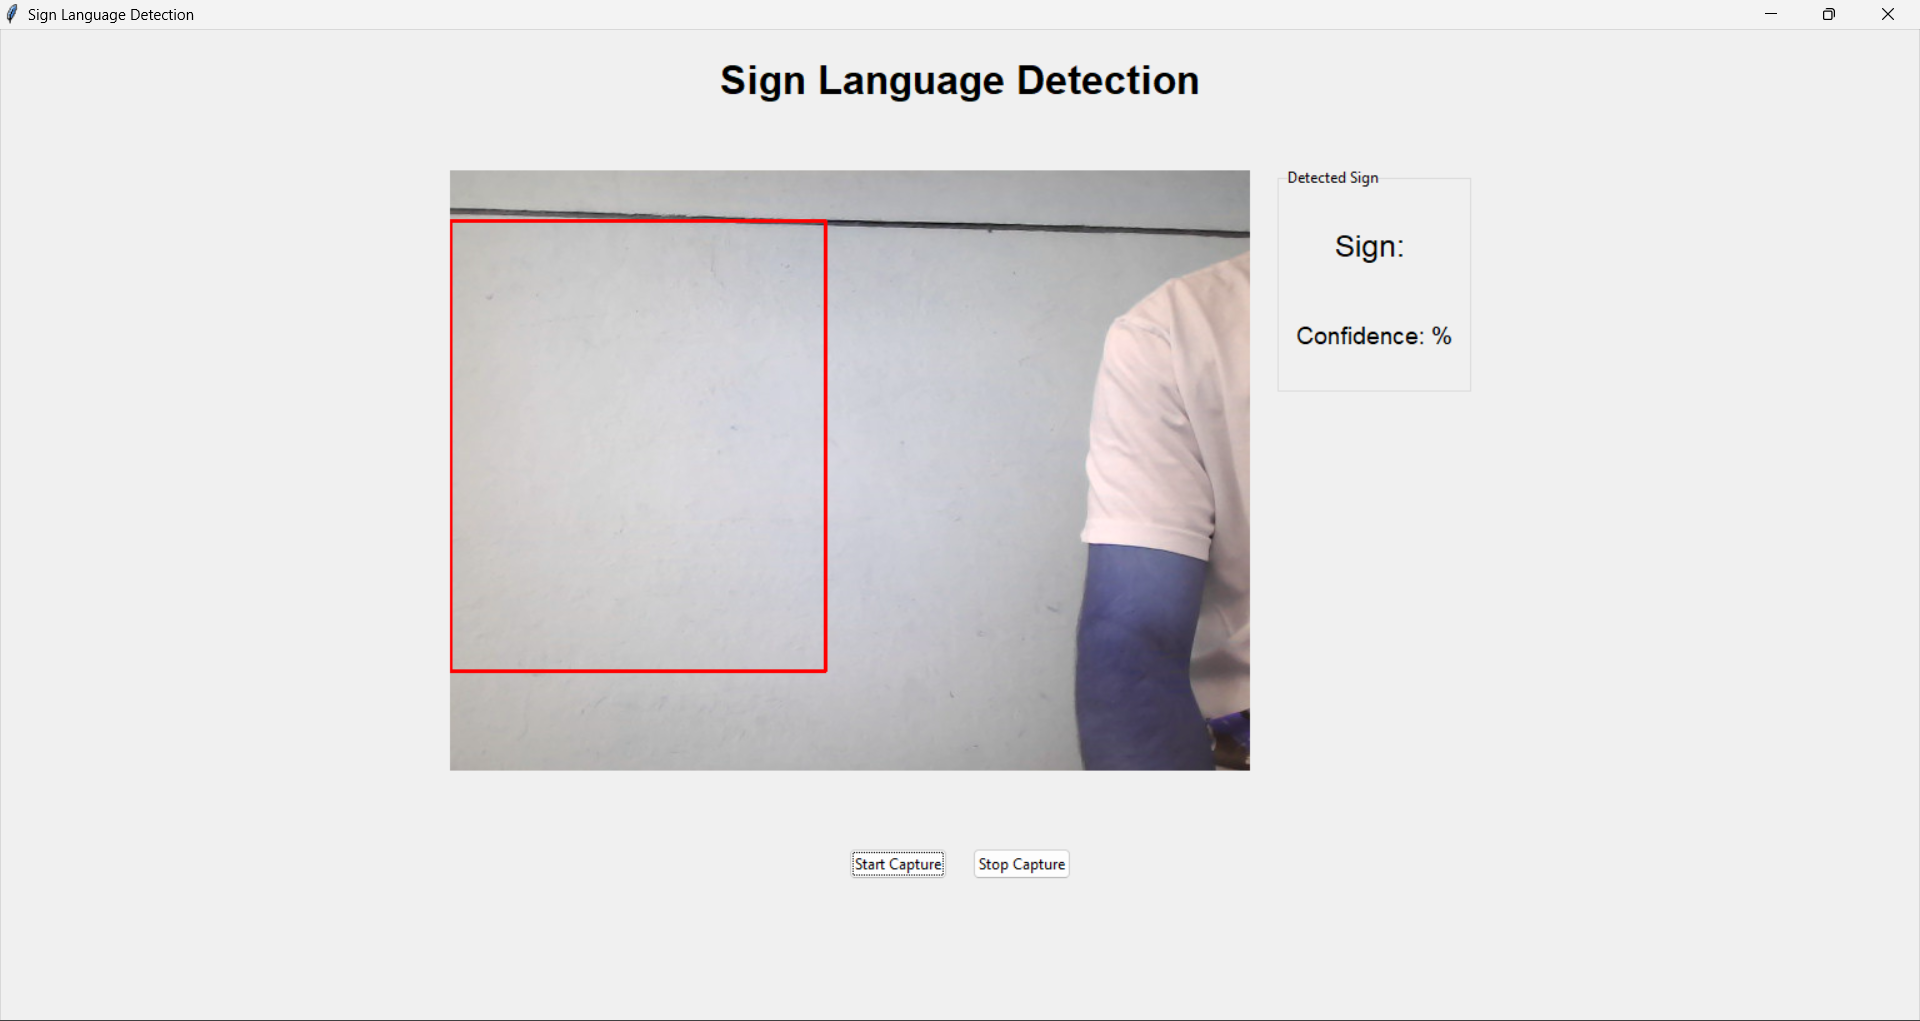 Sign Language Detection
Sign Language Detection
Detected Sign
Sign:
Confidence: %
Start Capture
Stop Capture